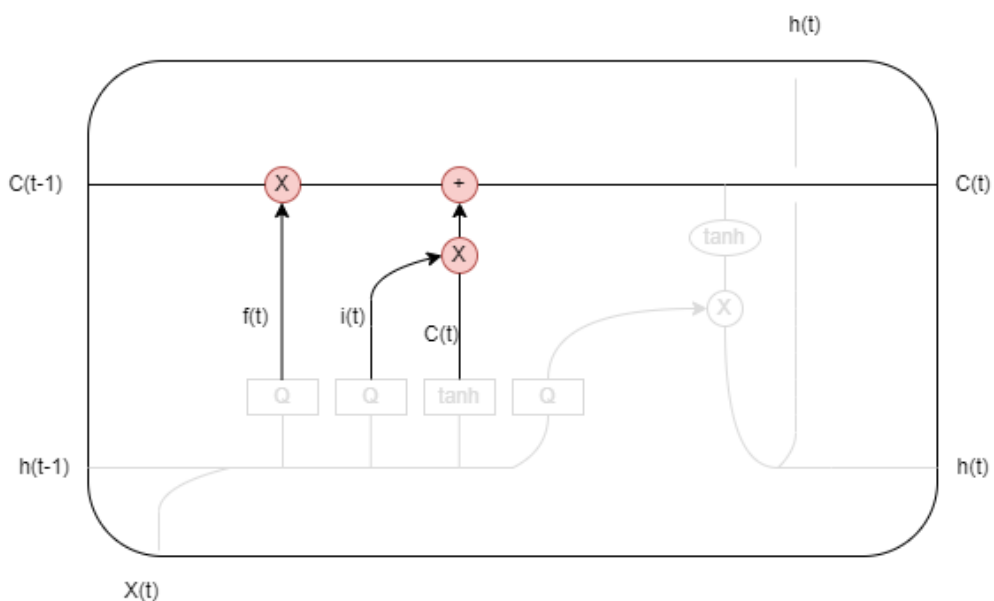 h(t)
C(t-1)
X
+
C(t)
tanh
X
X
f(t)
i(t)
C(t)
Q
Q
tanh
Q
h(t-1)
h(t)
X(t)